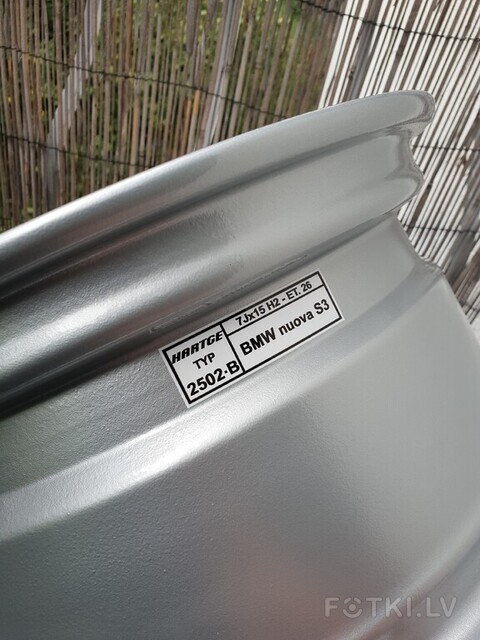 HARTGE
TYP
2502-B
7Jx15 H2 - ET. 26
BMW nuova S3
FOTKI.LV